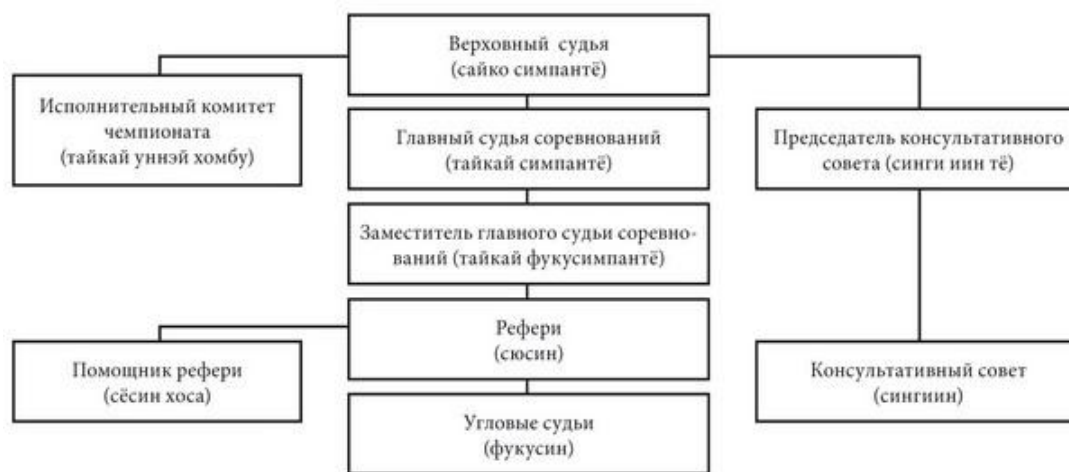 Верховный судья
(сайко симпантё)
Исполнительный комитет
чемпионата
(тайкай уннэй хомбу)
Главный судья соревнований
(тайкай симпантё)
Председатель консультативного
совета (синги иин тё)
Заместитель главного судьи соревно-
ваний (тайкай фукусимпантё)
Рефери
(сюсин)
Помощник рефери
(сёсин хоса)
Консультативный совет
(сингиин)
Угловые судьи
(фукусин)